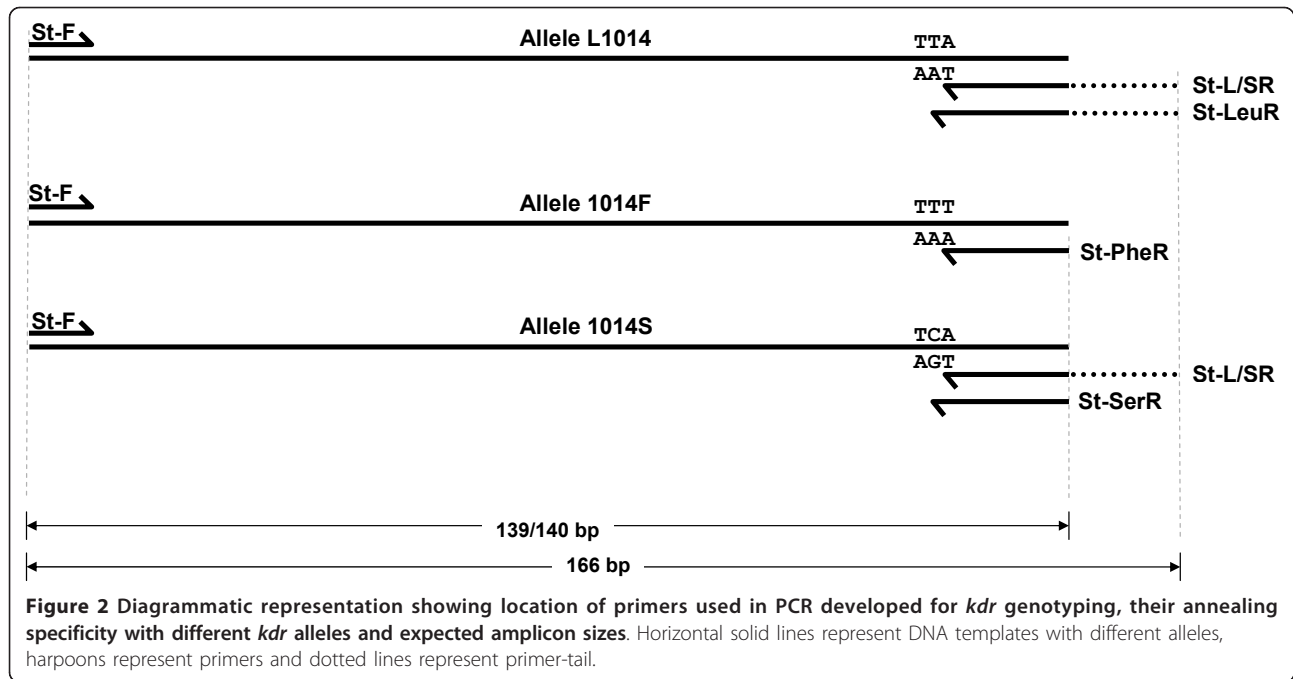 St-F
Allele L1014
TTA
AAT
St-L/SR
St-LeuR
St-F
Allele 1014F
TTT
AAA
St-PheR
St-F
Allele 1014S
TCA
AGT
St-L/SR
St-SerR
139/140 bp
166 bp
Figure 2 Diagrammatic representation showing location of primers used in PCR developed for kdr genotyping, their annealing
specificity with different kdr alleles and expected amplicon sizes. Horizontal solid lines represent DNA templates with different alleles,
harpoons represent primers and dotted lines represent primer-tail.